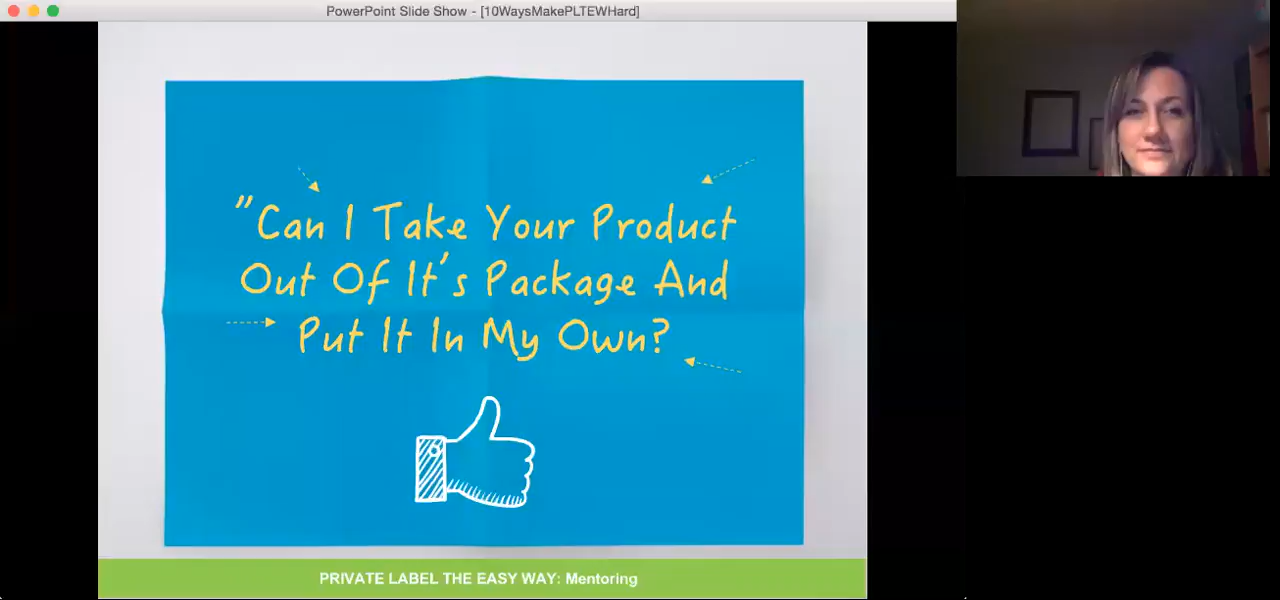 PowerPoint Slide Show - [10WaysMakePLTEWHard]
"Can I Take Your Product
Out Of It's Package And
Put It In My Own?
PRIVATE LABEL THE EASY WAY: Mentoring